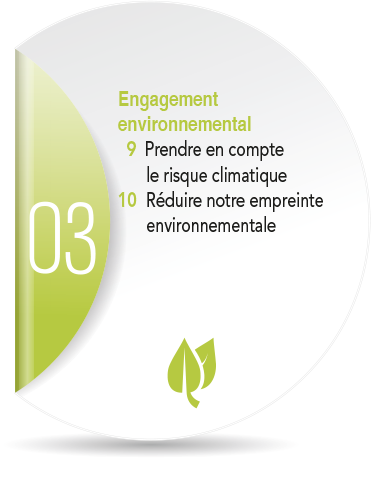 03
Engagement
environnemental
9 Prendre en compte
le risque climatique
10 Réduire notre empreinte
environnementale